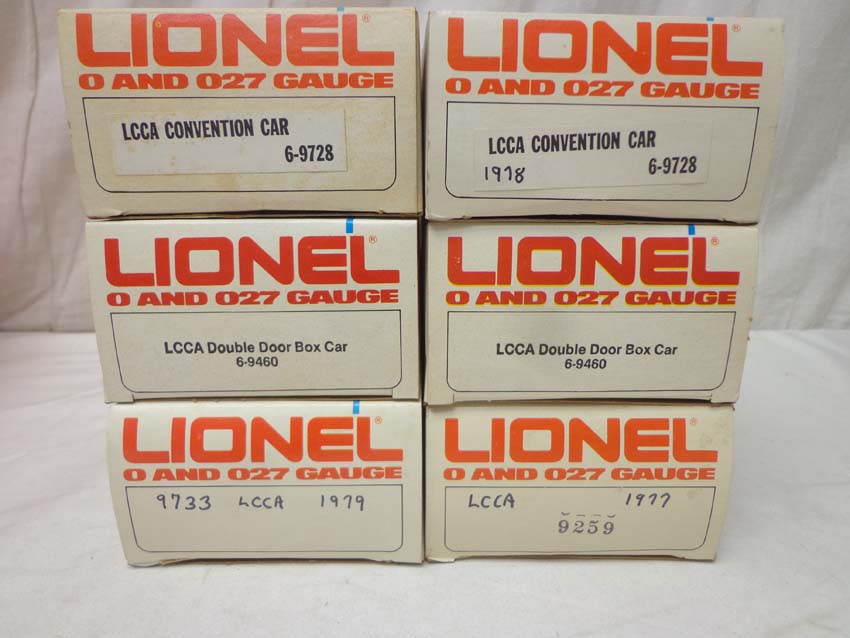 LIONEL®
O AND O27 GAUGE
LCCA CONVENTION CAR
6-9728
LIONEL®
O AND O27 GAUGE
LCCA CONVENTION CAR
1978 6-9728
LIONEL®
O AND O27 GAUGE
LCCA Double Door Box Car
6-9460
LIONEL®
O AND O27 GAUGE
LCCA Double Door Box Car
6-9460
LIONEL®
O AND O27 GAUGE
9733 LCCA 1979
LIONEL®
O AND O27 GAUGE
LCCA 1977
9259